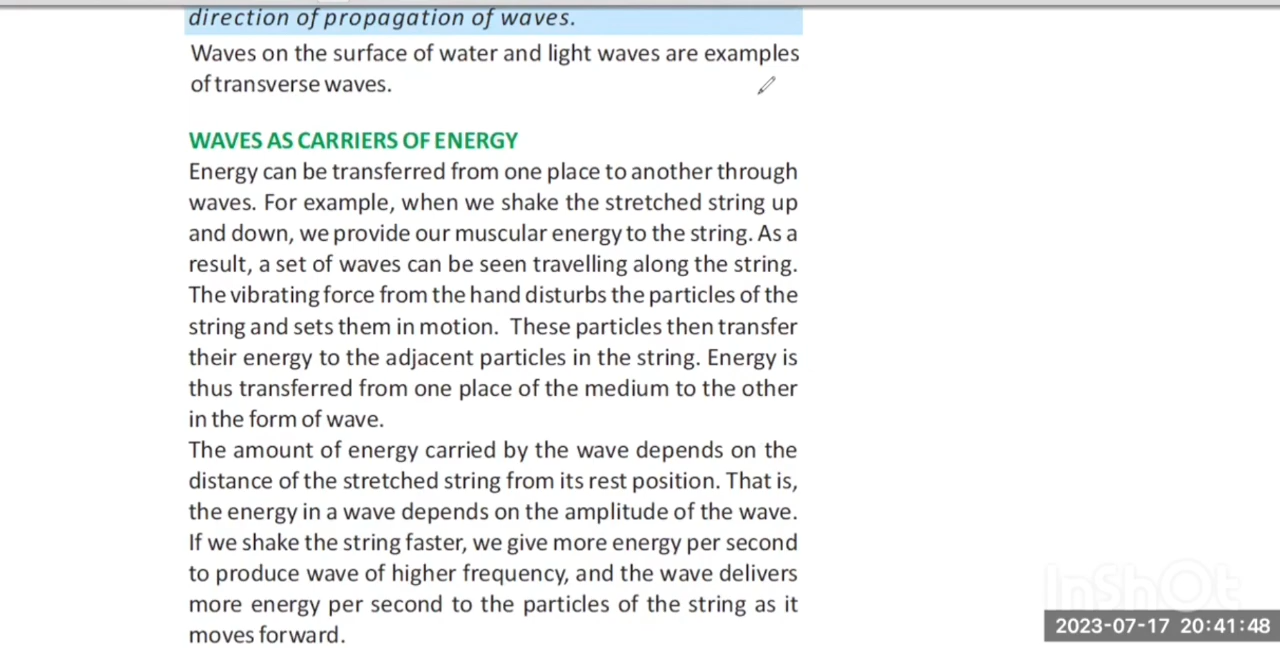 direction of propagation of waves.
Waves on the surface of water and light waves are examples
of transverse waves.
WAVES AS CARRIERS OF ENERGY
Energy can be transferred from one place to another through
waves. For example, when we shake the stretched string up
and down, we provide our muscular energy to the string. As a
result, a set of waves can be seen travelling along the string.
The vibrating force from the hand disturbs the particles of the
string and sets them in motion. These particles then transfer
their energy to the adjacent particles in the string. Energy is
thus transferred from one place of the medium to the other
in the form of wave.
The amount of energy carried by the wave depends on the
distance of the stretched string from its rest position. That is,
the energy in a wave depends on the amplitude of the wave.
If we shake the string faster, we give more energy per second
to produce wave of higher frequency, and the wave delivers
more energy per second to the particles of the string as it
moves forward.
InShOt
2023-07-17 20:41:48